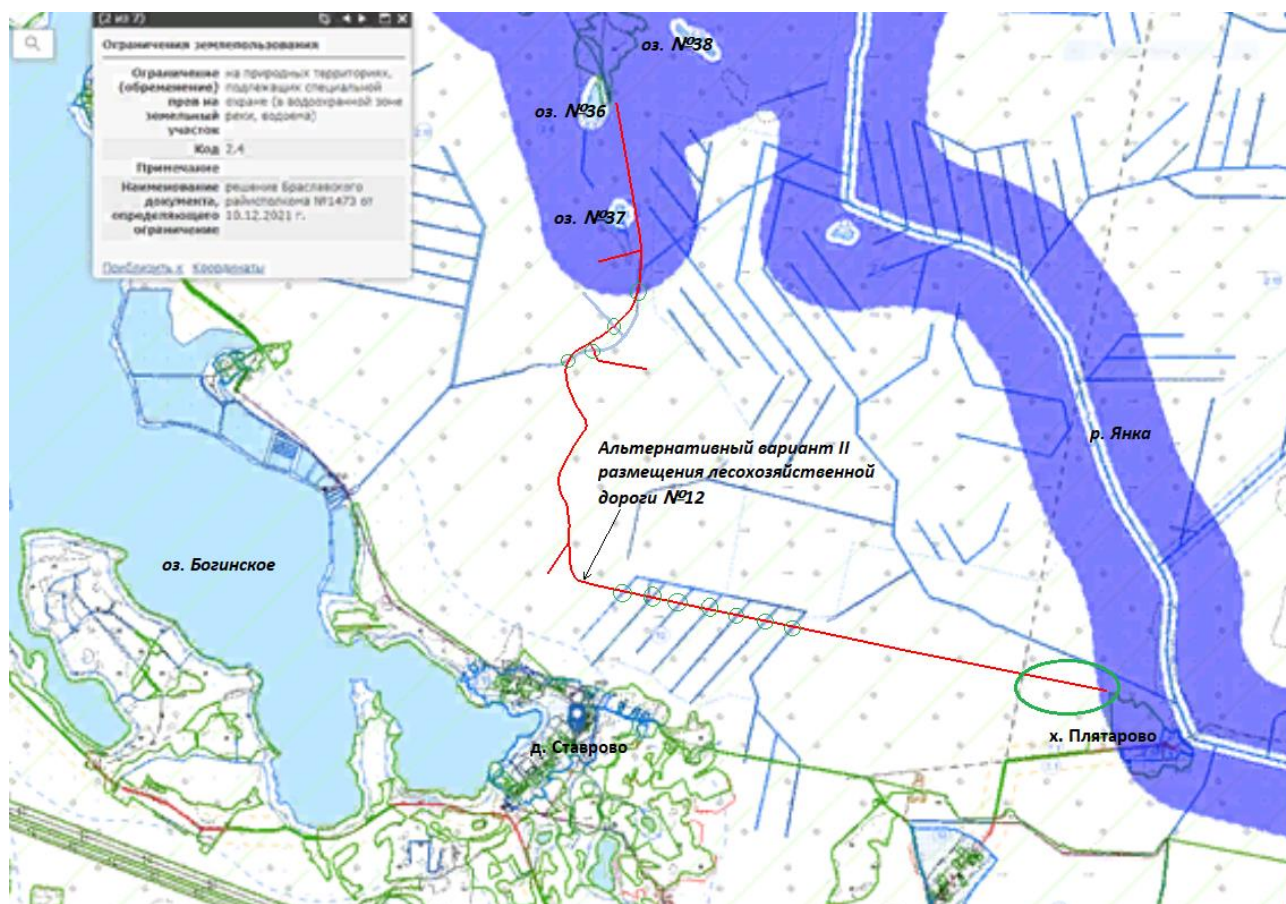 (2 из 7)
Ограничения землепользования
Ограничение (обременение) прав на земельный участок
на природных территориях, подлежащих специальной охране (в водоохранной зоне реки, водоема)
Код 2.4
Примечание
Наименование документа, определяющего ограничение
решение Браславского райисполкома №1473 от 10.12.2021 г.
Приблизить к Координаты
оз. №38
оз. №36
оз. №37
р. Янка
Альтернативный вариант II
размещения лесохозяйственной
дороги №12
оз. Богинское
д. Ставрово
х. Плятарово